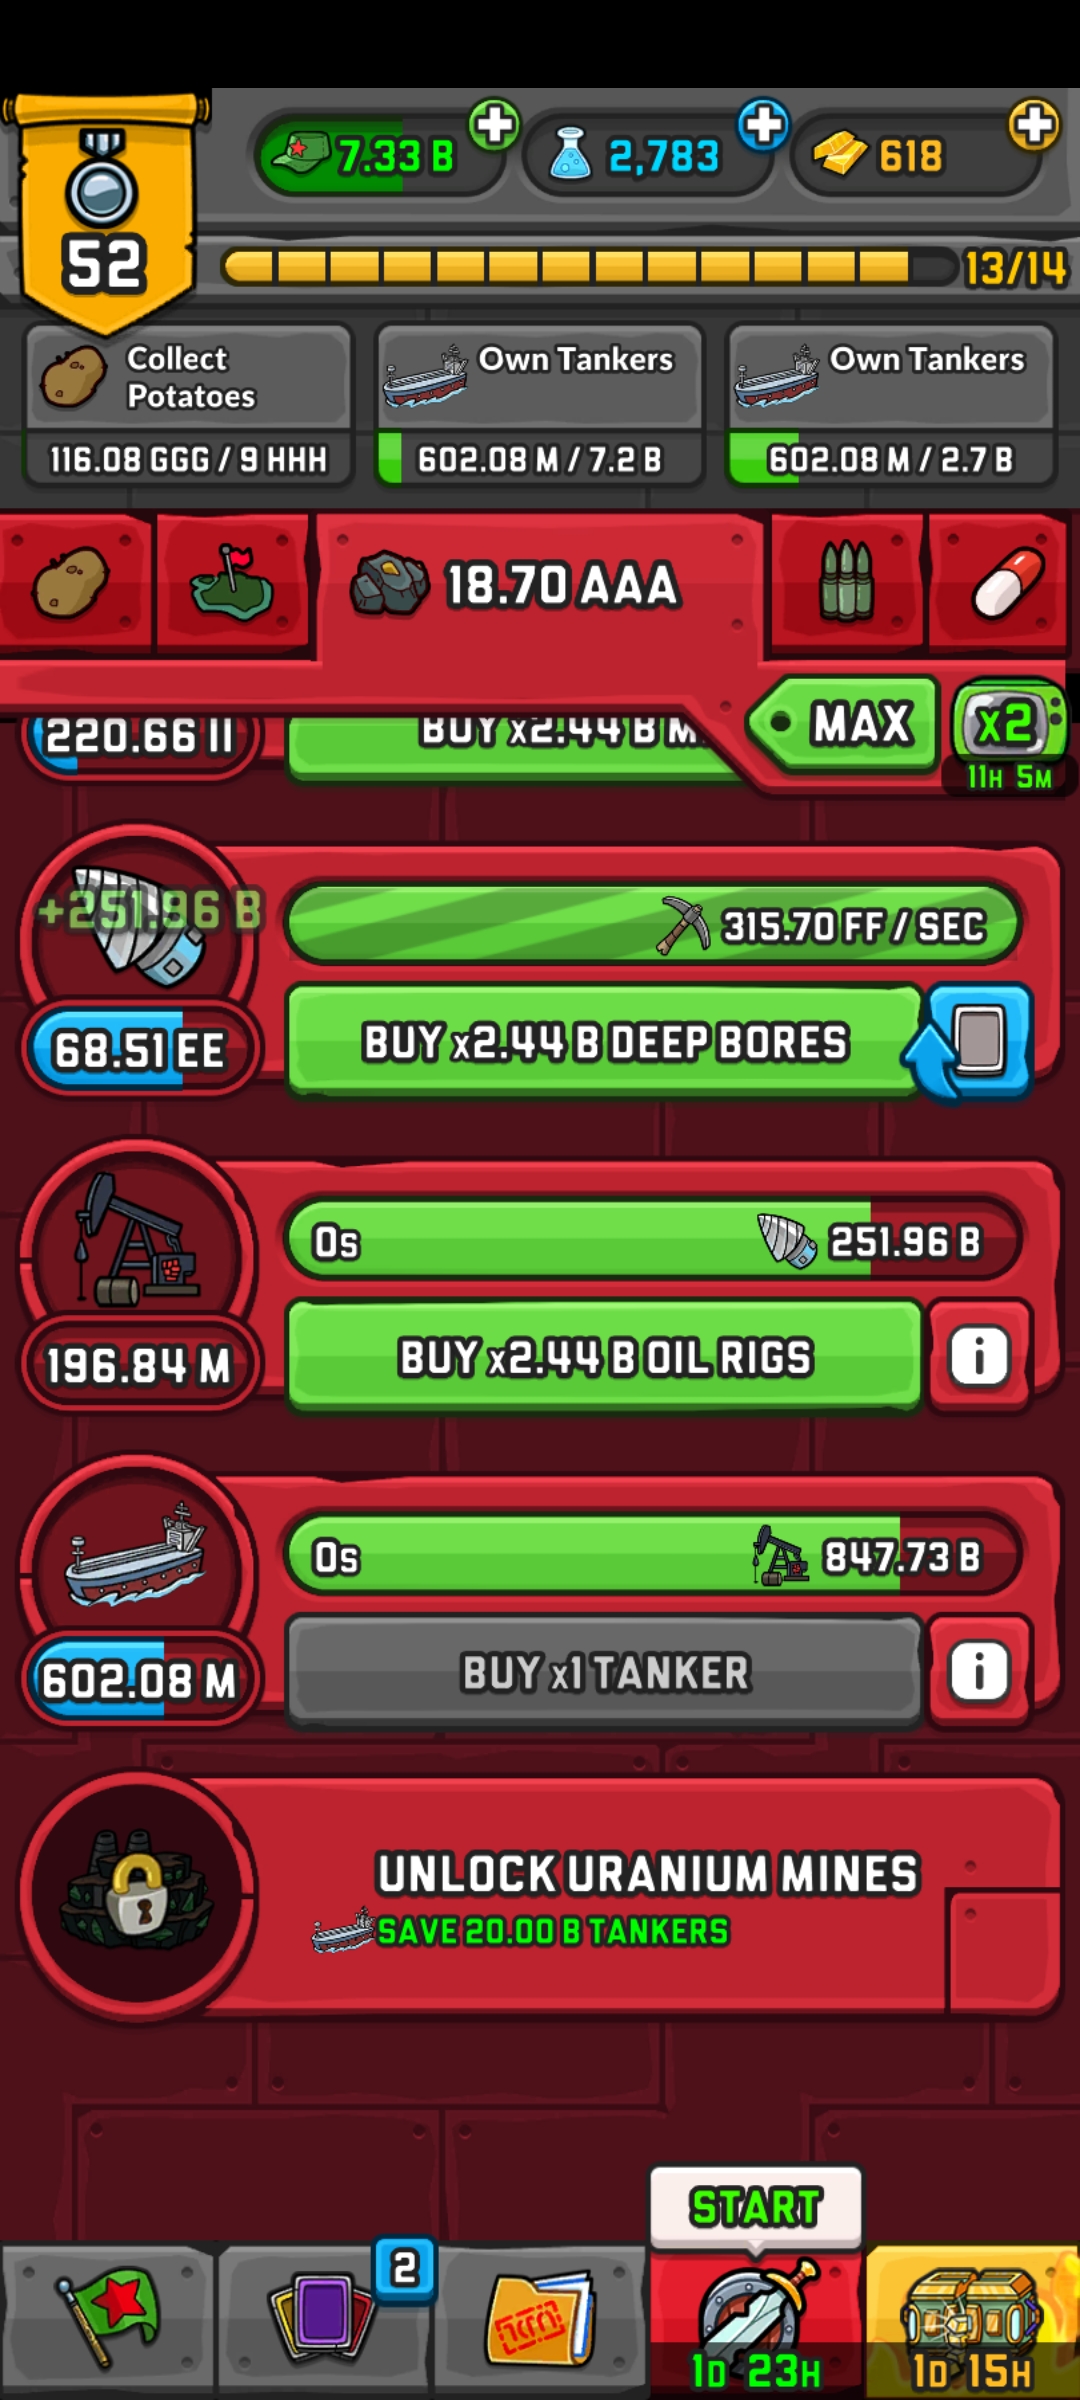 7.33 B
2,783
618
52
13/14
Collect
Potatoes
116.08 GGG / 9 HHH
Own Tankers
602.08 M / 7.2 B
Own Tankers
602.08 M / 2.7 B
18.70 AAA
MAX
x2
11H 5M
220.66 II
BUY x2.44 B M
+251.96 B
315.70 FF / SEC
68.51 EE
BUY x2.44 B DEEP BORES
0s
251.96 B
196.84 M
BUY x2.44 B OIL RIGS
i
0s
847.73 B
602.08 M
BUY x1 TANKER
i
UNLOCK URANIUM MINES
SAVE 20.00 B TANKERS
START
2
1D 23H
1D 15H